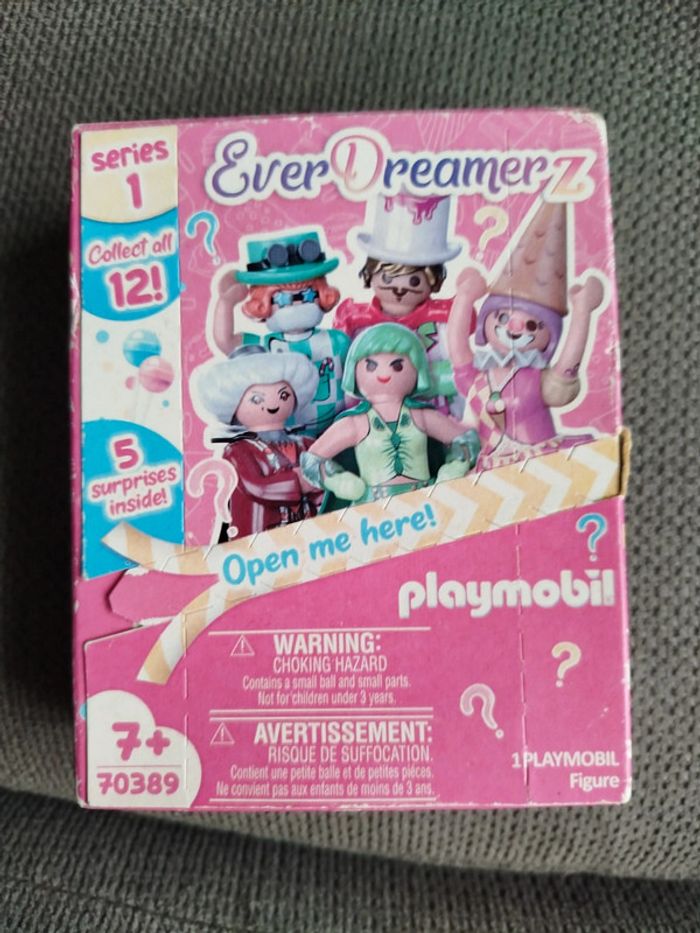 series
1
Collect all
12!
5
surprises
inside!
EverDreamerz
Open me here!
playmobil
WARNING:
CHOKING HAZARD
Contains a small ball and small parts.
Not for children under 3 years.
AVERTISSEMENT:
RISQUE DE SUFFOCATION.
Contient une petite balle et de petites pièces.
Ne convient pas aux enfants de moins de 3 ans.
7+
70389
1 PLAYMOBIL
Figure